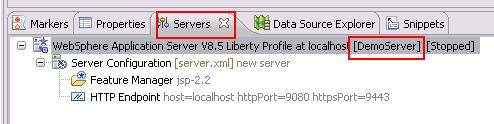 Markers Properties Servers Data Source Explorer Snippets
WebSphere Application Server V8.5 Liberty Profile at localhost [DemoServer] [Stopped]
Server Configuration [server.xml] new server
Feature Manager jsp-2.2
HTTP Endpoint host=localhost httpPort=9080 httpsPort=9443